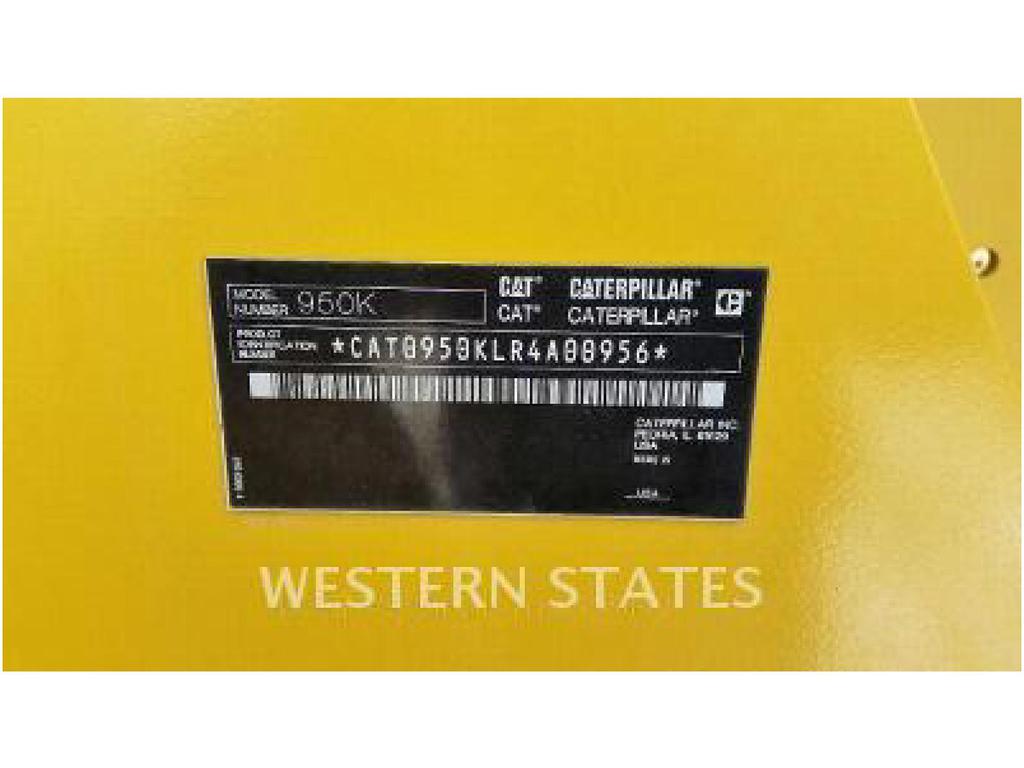 MODEL
NUMBER 950K
CAT® CATERPILLAR®
CAT® CATERPILLAR®
PRODUCT
IDENTIFICATION
NUMBER *CAT0950KLR4A00956*
CATERPILLAR INC.
PEORIA, IL
USA
USA
WESTERN STATES